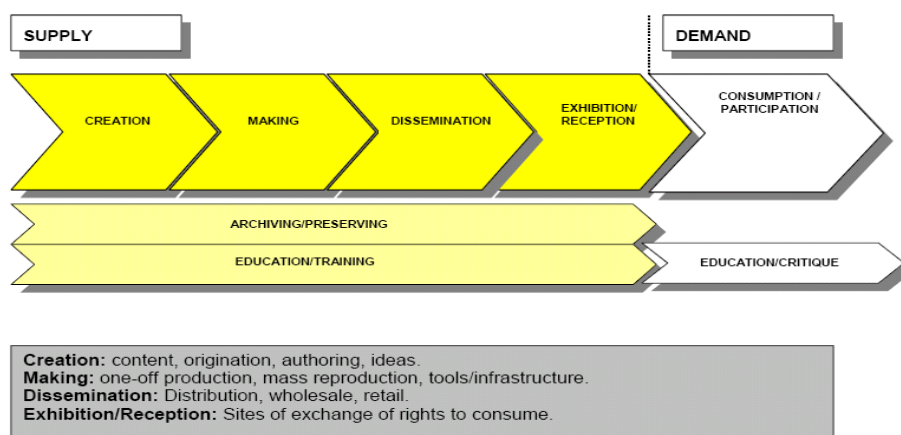 SUPPLY
DEMAND
CREATION
MAKING
DISSEMINATION
EXHIBITION/
RECEPTION
CONSUMPTION /
PARTICIPATION
ARCHIVING/PRESERVING
EDUCATION/TRAINING
EDUCATION/CRITIQUE
Creation: content, origination, authoring, ideas.
Making: one-off production, mass reproduction, tools/infrastructure.
Dissemination: Distribution, wholesale, retail.
Exhibition/Reception: Sites of exchange of rights to consume.